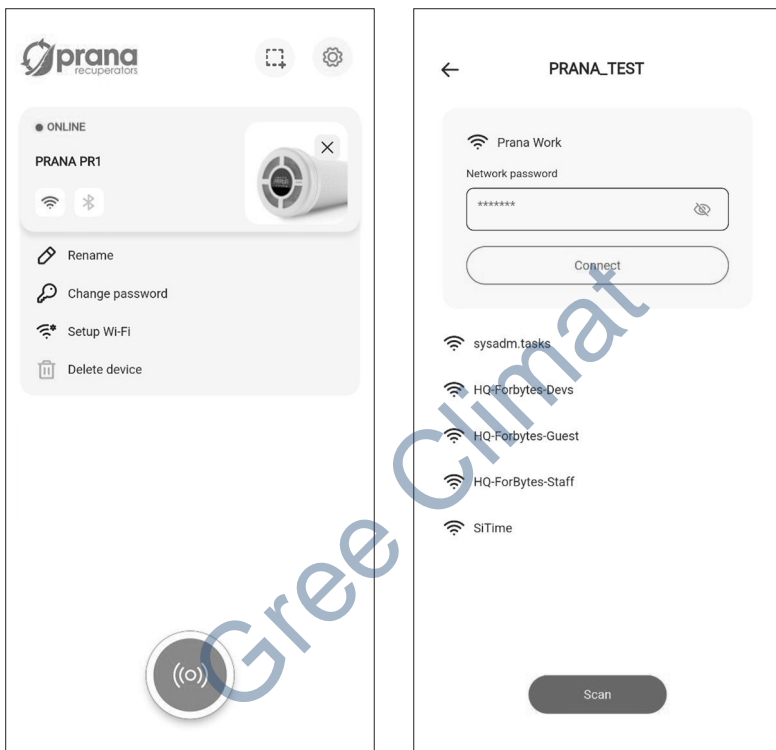 prana
recuperators
ONLINE
PRANA PR1
Rename
Change password
Setup Wi-Fi
Delete device
PRANA_TEST
Prana Work
Network password
*******
Connect
sysadm.tasks
HQ-Forbytes-Devs
HQ-Forbytes-Guest
HQ-ForBytes-Staff
SiTime
Scan
Gree Climat